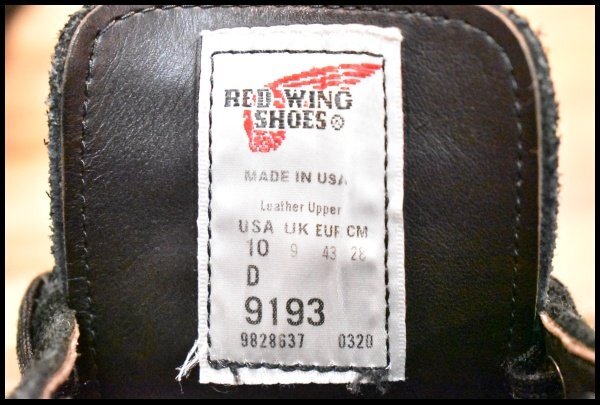 RED WING
SHOES®
MADE IN USA
Leather Upper
USA UK EUR CM
10 9 43 28
D
9193
9828637 0320